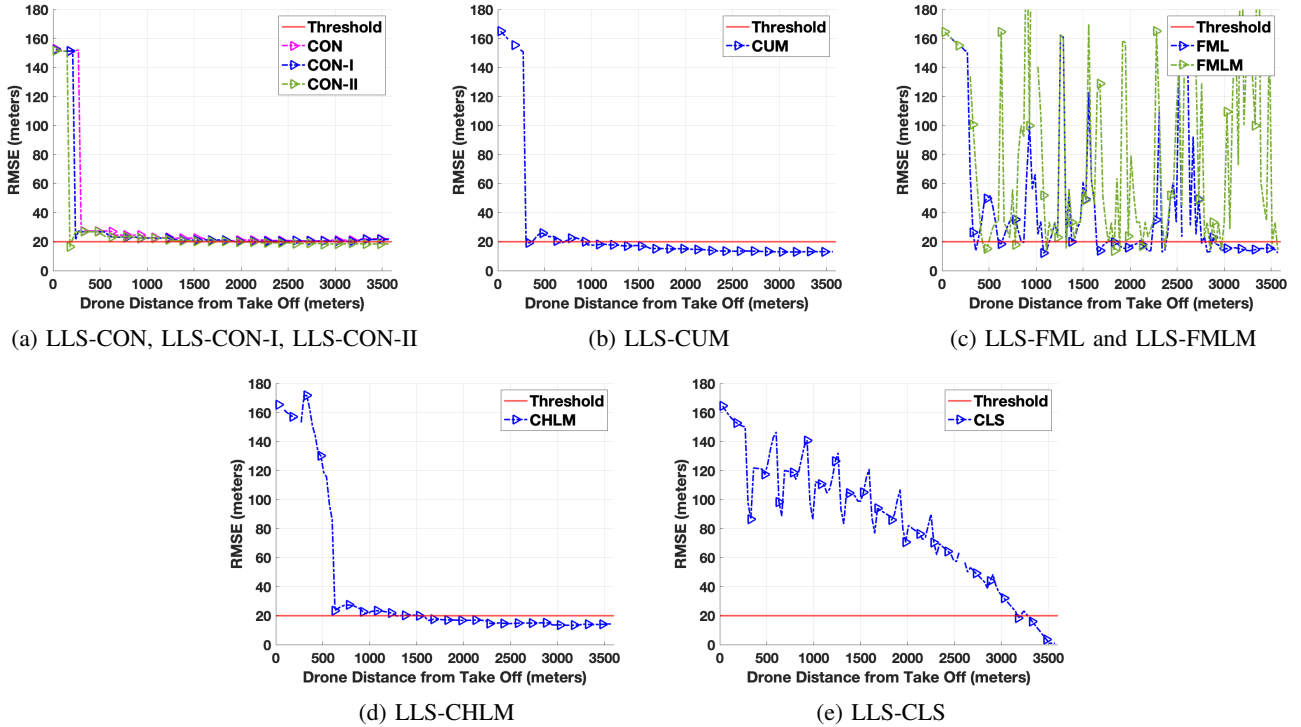 180
160
140
120
100
80
60
40
20
0
RMSE (meters)
0 500 1000 1500 2000 2500 3000 3500
Drone Distance from Take Off (meters)
Threshold
CON
CON-I
CON-II
(a) LLS-CON, LLS-CON-I, LLS-CON-II
180
160
140
120
100
80
60
40
20
0
RMSE (meters)
0 500 1000 1500 2000 2500 3000 3500
Drone Distance from Take Off (meters)
Threshold
CUM
(b) LLS-CUM
180
160
140
120
100
80
60
40
20
0
RMSE (meters)
0 500 1000 1500 2000 2500 3000 3500
Drone Distance from Take Off (meters)
Threshold
FML
FMLM
(c) LLS-FML and LLS-FMLM
180
160
140
120
100
80
60
40
20
0
RMSE (meters)
0 500 1000 1500 2000 2500 3000 3500
Drone Distance from Take Off (meters)
Threshold
CHLM
(d) LLS-CHLM
180
160
140
120
100
80
60
40
20
0
RMSE (meters)
0 500 1000 1500 2000 2500 3000 3500
Drone Distance from Take Off (meters)
Threshold
CLS
(e) LLS-CLS